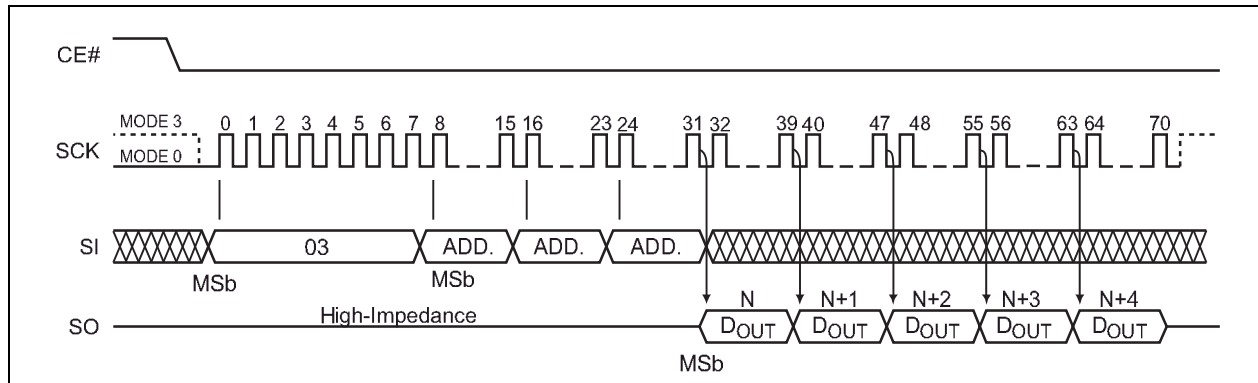 CE#
MODE 3
0 1 2 3 4 5 6 7 8 15 16 23 24 31 32 39 40 47 48 55 56 63 64 70
SCK
MODE 0
SI 03 ADD. ADD. ADD.
MSb MSb
N N+1 N+2 N+3 N+4
High-Impedance
SO DOUT DOUT DOUT DOUT DOUT
MSb